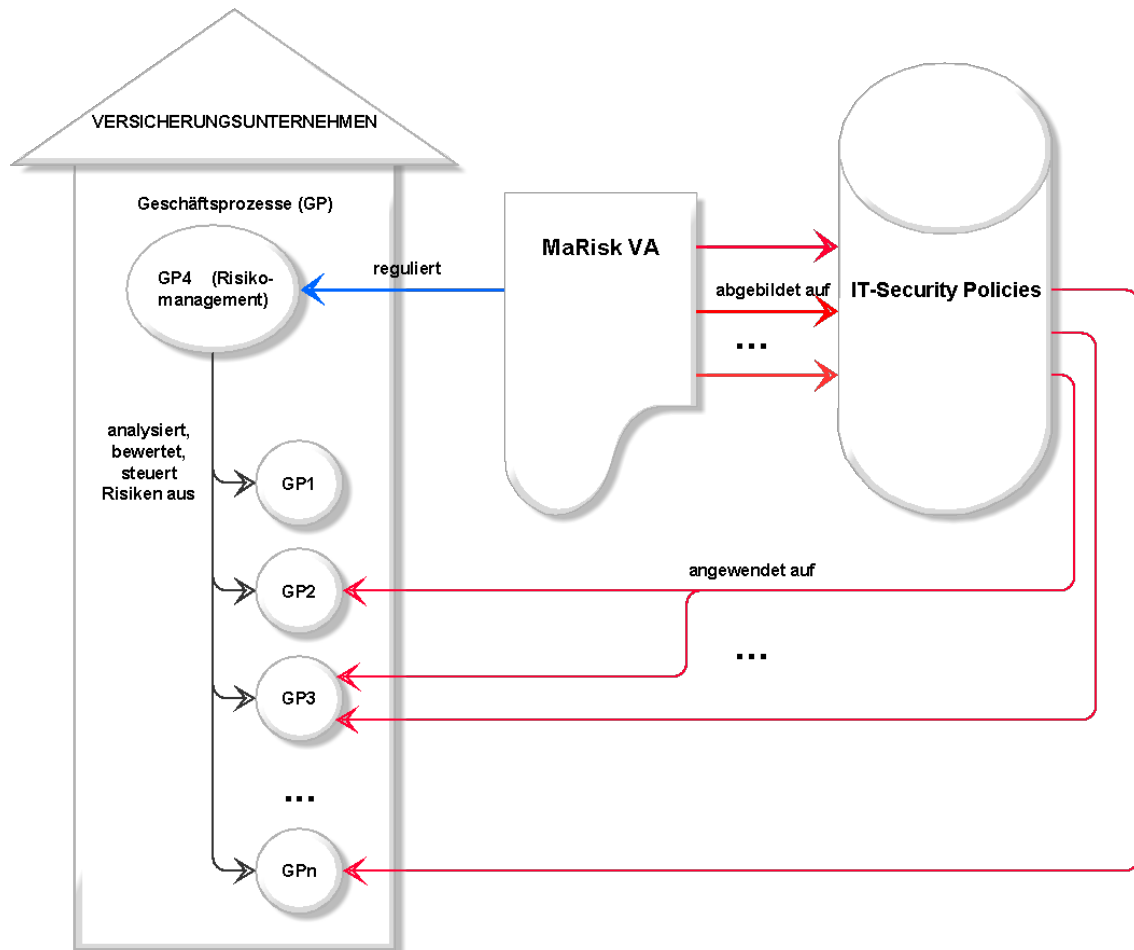 VERSICHERUNGSUNTERNEHMEN
Geschäftsprozesse (GP)
GP4 (Risiko-
management)
reguliert
MaRisk VA
abgebildet auf
...
IT-Security Policies
analysiert,
bewertet,
steuert
Risiken aus
GP1
GP2
angewendet auf
GP3
...
...
GPn